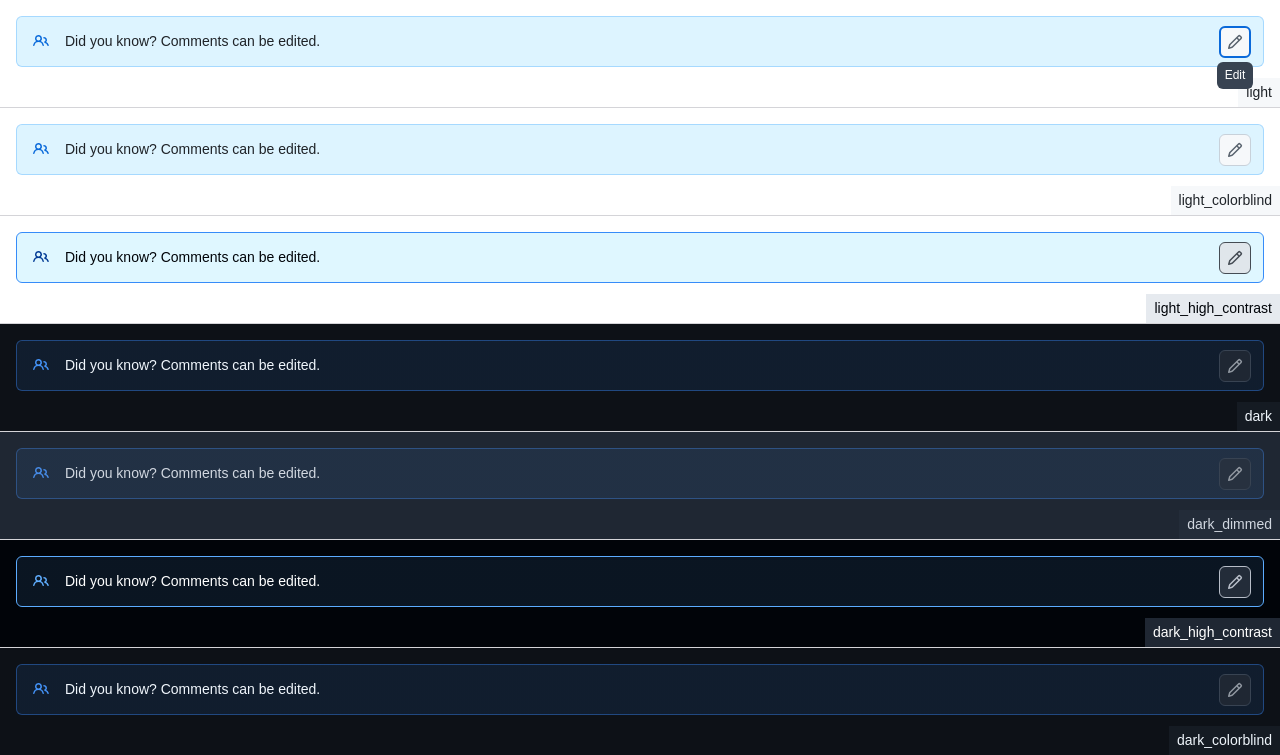 Did you know? Comments can be edited.
Edit
light
Did you know? Comments can be edited.
light_colorblind
Did you know? Comments can be edited.
light_high_contrast
Did you know? Comments can be edited.
dark
Did you know? Comments can be edited.
dark_dimmed
Did you know? Comments can be edited.
dark_high_contrast
Did you know? Comments can be edited.
dark_colorblind